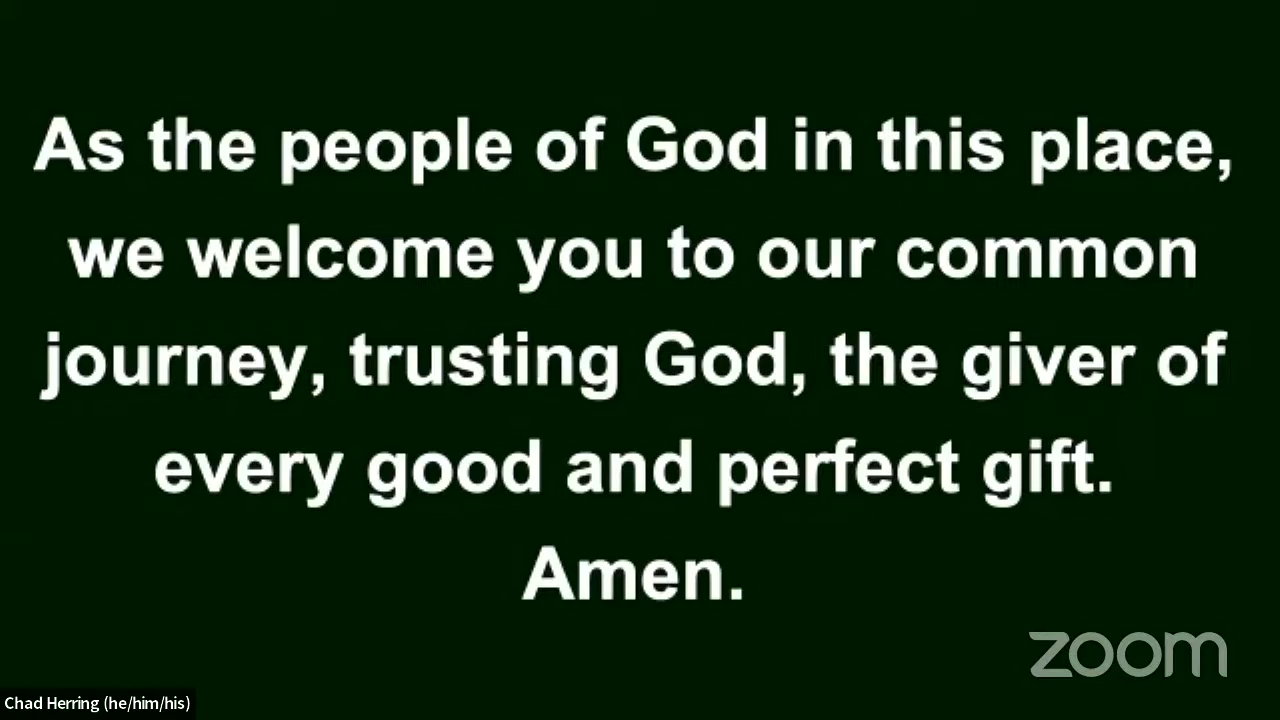 As the people of God in this place,
we welcome you to our common
journey, trusting God, the giver of
every good and perfect gift.
Amen.
zoom
Chad Herring (he/him/his)